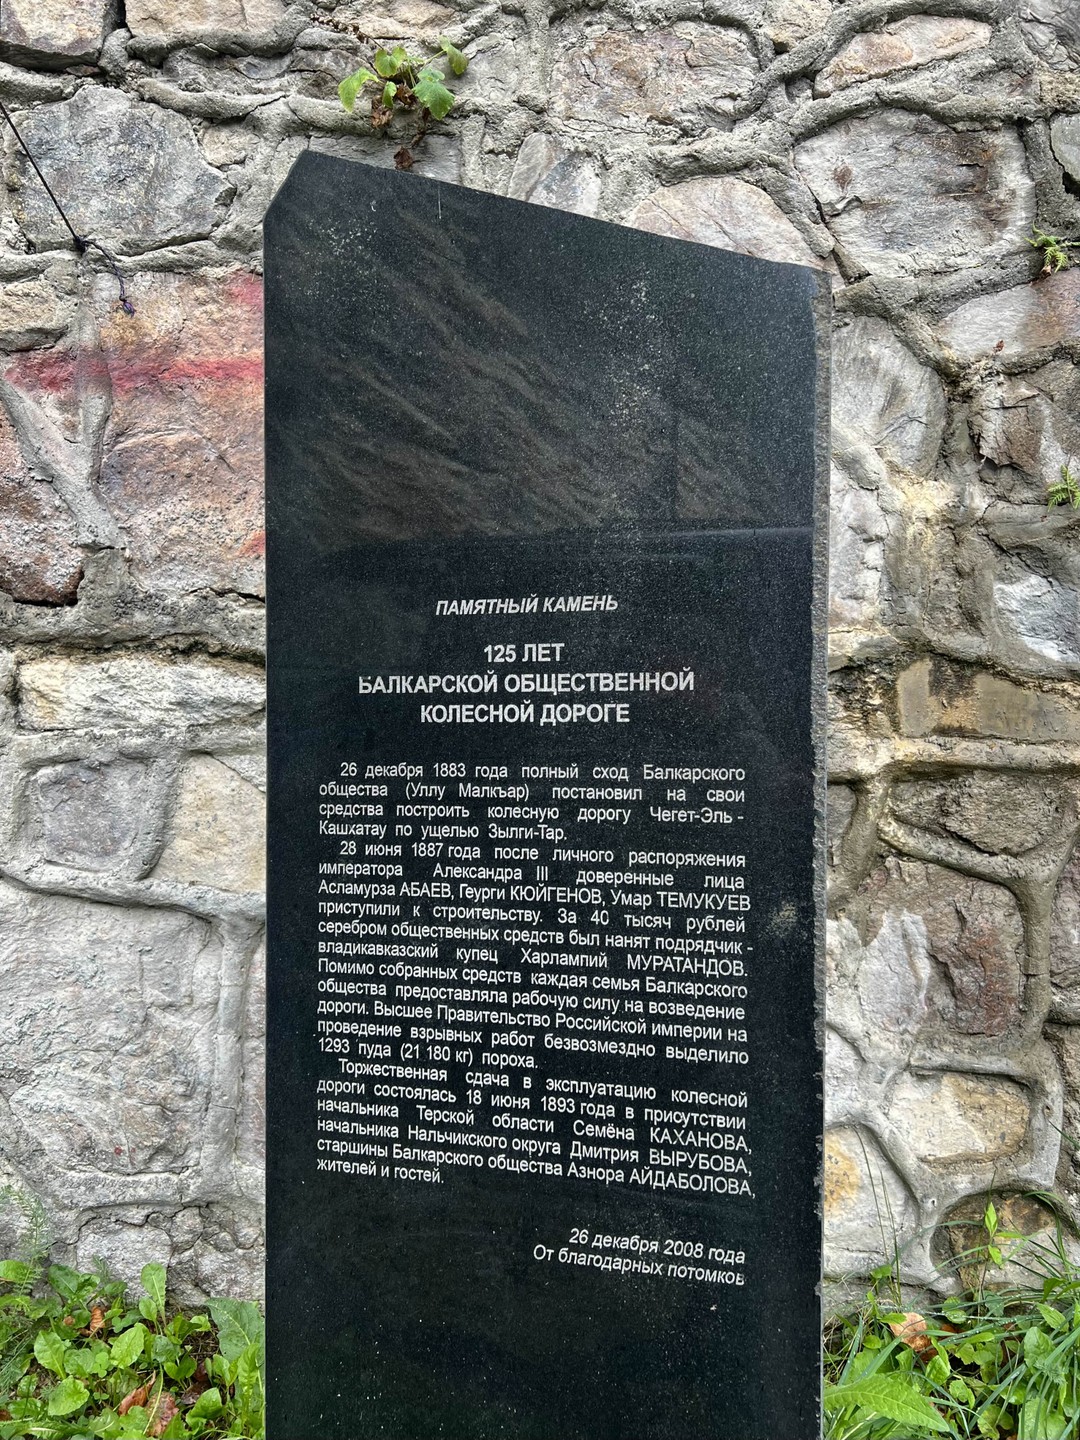 ПАМЯТНЫЙ КАМЕНЬ
125 ЛЕТ
БАЛКАРСКОЙ ОБЩЕСТВЕННОЙ
КОЛЕСНОЙ ДОРОГЕ
26 декабря 1883 года полный сход Балкарского
общества (Уллу Малкъар) постановил на свои
средства построить колесную дорогу Чегет-Эль -
Кашхатау по ущелью Зылги-Тар.
28 июня 1887 года после личного распоряжения
императора Александра III доверенные лица
Асламурза АБАЕВ, Геурги КЮЙГЕНОВ, Умар ТЕМУКУЕВ
приступили к строительству. За 40 тысяч рублей
серебром общественных средств был нанят подрядчик -
владикавказский купец Харлампий МУРАТАНДОВ.
Помимо собранных средств каждая семья Балкарского
общества предоставляла рабочую силу на возведение
дороги. Высшее Правительство Российской империи на
проведение взрывных работ безвозмездно выделило
1293 пуда (21 180 кг) пороха.
Торжественная сдача в эксплуатацию колесной
дороги состоялась 18 июня 1893 года в присутствии
начальника Терской области Семёна КАХАНОВА,
начальника Нальчикского округа Дмитрия ВЫРУБОВА,
старшины Балкарского общества Азнора АЙДАБОЛОВА,
жителей и гостей.
26 декабря 2008 года
От благодарных потомков